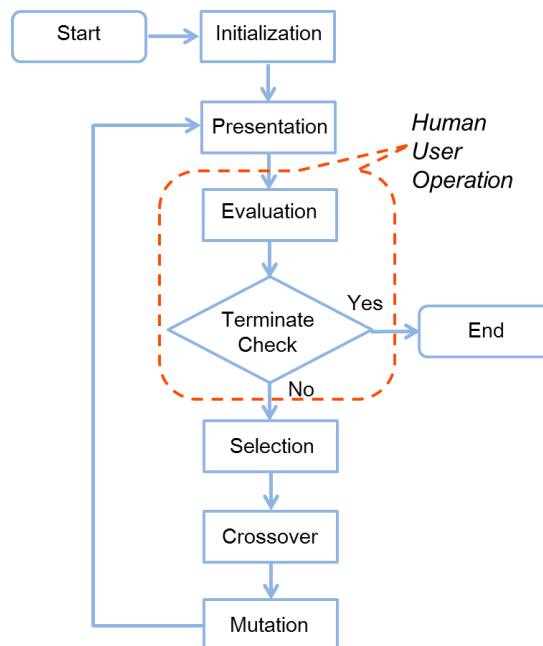 Start
Initialization
Presentation
Human
User
Operation
Evaluation
Yes
Terminate
Check
End
No
Selection
Crossover
Mutation